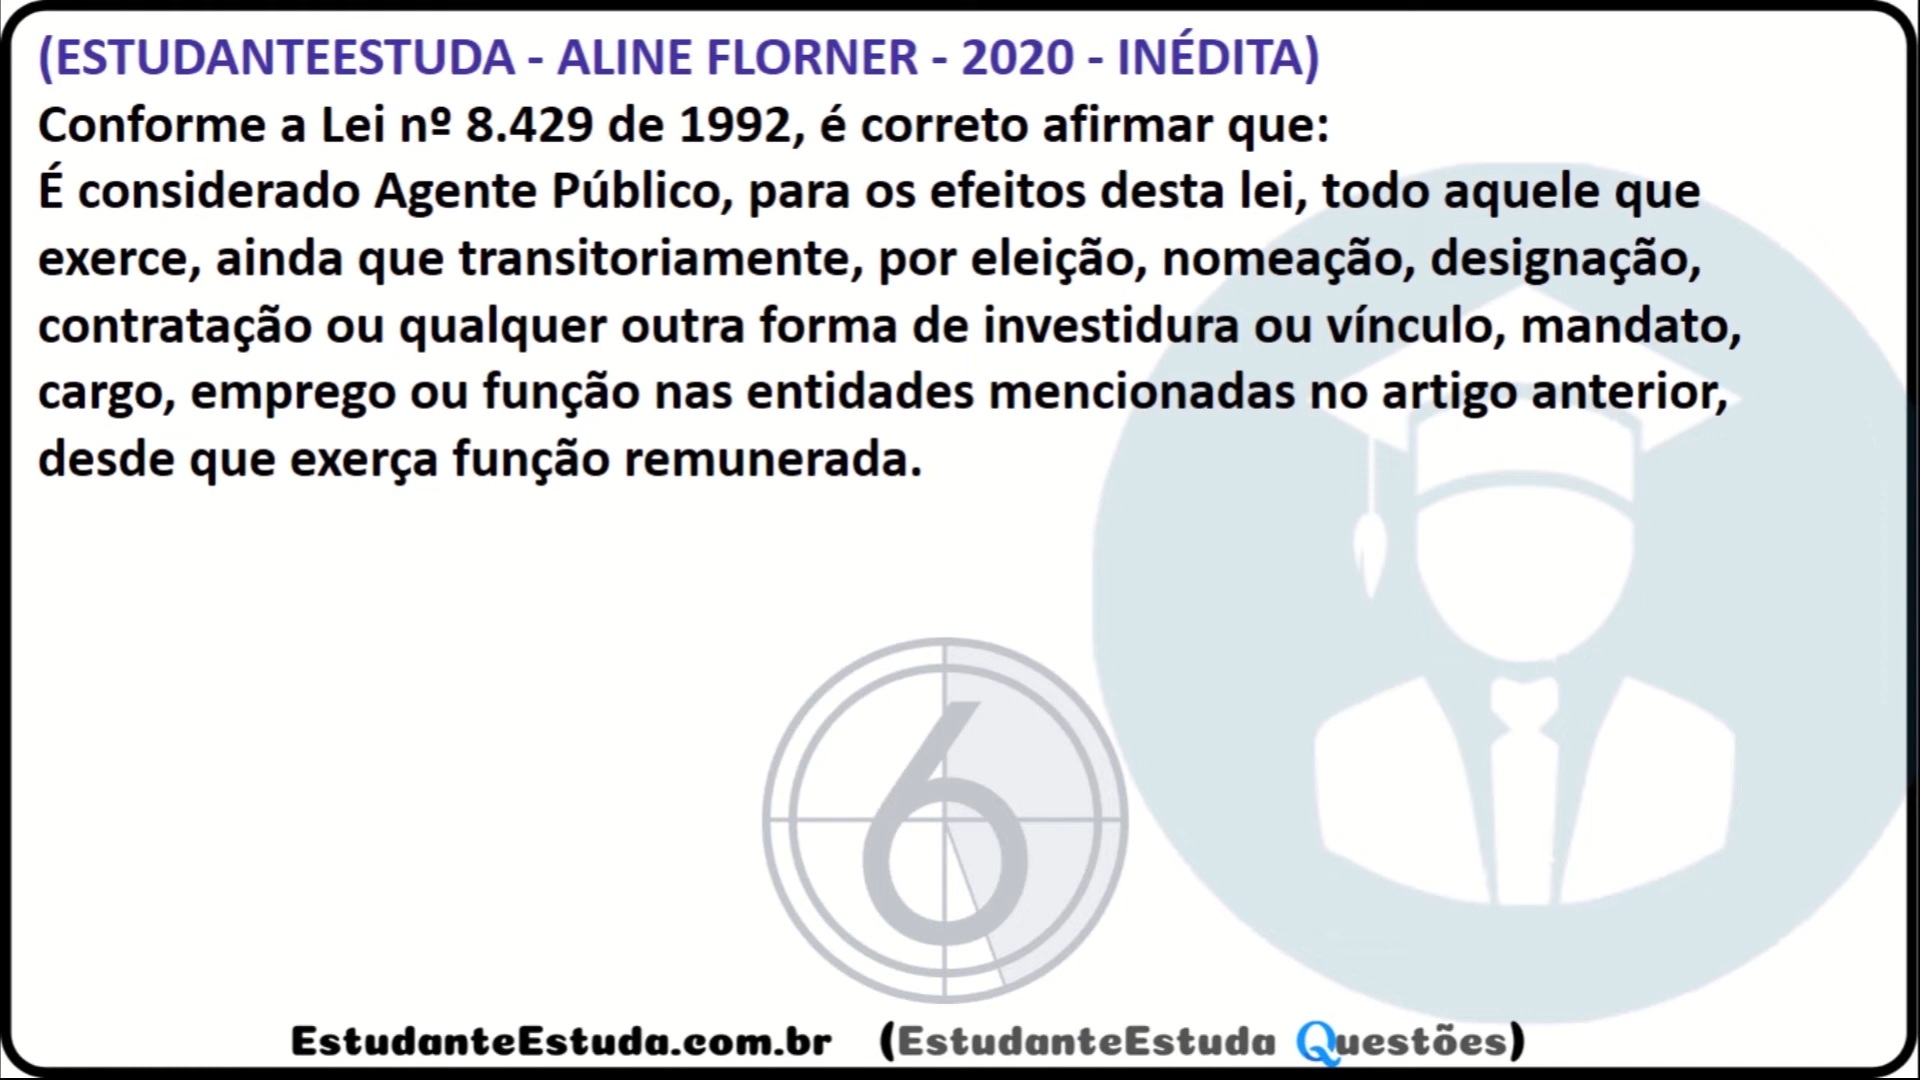 (ESTUDANTEESTUDA - ALINE FLORNER - 2020 - INÉDITA)
Conforme a Lei nº 8.429 de 1992, é correto afirmar que:
É considerado Agente Público, para os efeitos desta lei, todo aquele que
exerce, ainda que transitoriamente, por eleição, nomeação, designação,
contratação ou qualquer outra forma de investidura ou vínculo, mandato,
cargo, emprego ou função nas entidades mencionadas no artigo anterior,
desde que exerça função remunerada.
6
EstudanteEstuda.com.br (EstudanteEstuda Questões)